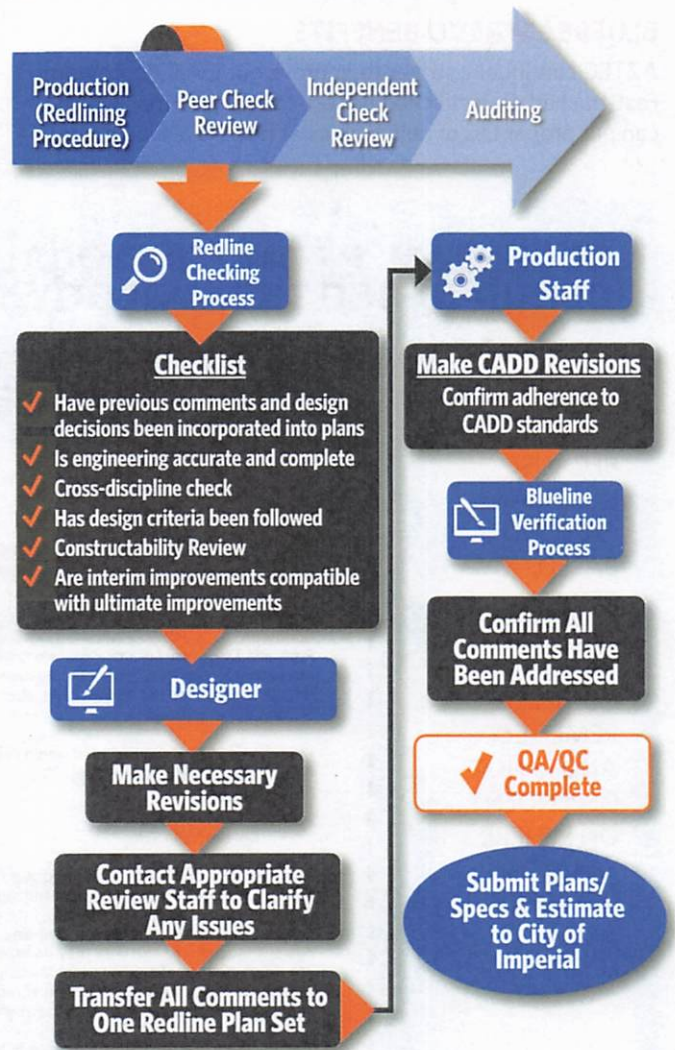 Production
(Redlining
Procedure)
Peer Check
Review
Independent
Check
Review
Auditing
Redline
Checking
Process
Checklist
✓ Have previous comments and design
decisions been incorporated into plans
✓ Is engineering accurate and complete
✓ Cross-discipline check
✓ Has design criteria been followed
✓ Constructability Review
✓ Are interim improvements compatible
with ultimate improvements
Designer
Make Necessary
Revisions
Contact Appropriate
Review Staff to Clarify
Any Issues
Transfer All Comments to
One Redline Plan Set
Production
Staff
Make CADD Revisions
Confirm adherence to
CADD standards
Blueline
Verification
Process
Confirm All
Comments Have
Been Addressed
QA/QC
Complete
Submit Plans/
Specs & Estimate
to City of
Imperial